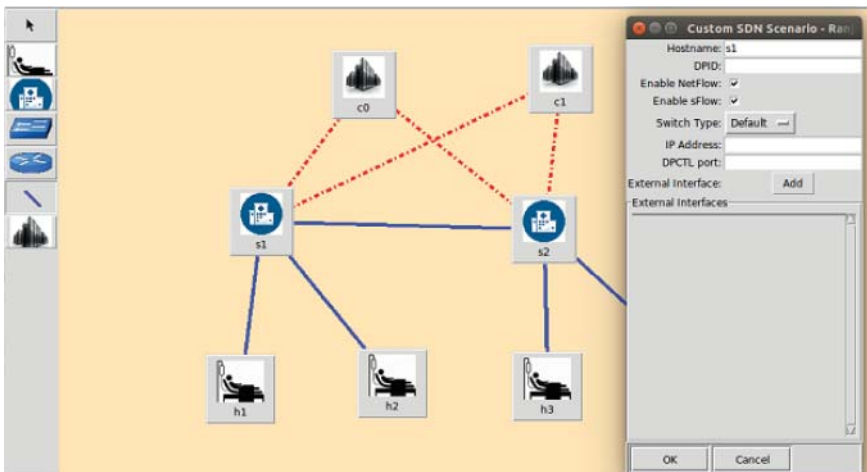 c0
c1
s1
s2
h1
h2
h3
Custom SDN Scenario - Ran
Hostname: s1
DPID:
Enable NetFlow:
Enable sFlow:
Switch Type: Default
IP Address:
DPCTL port:
External Interface: Add
External Interfaces
OK Cancel